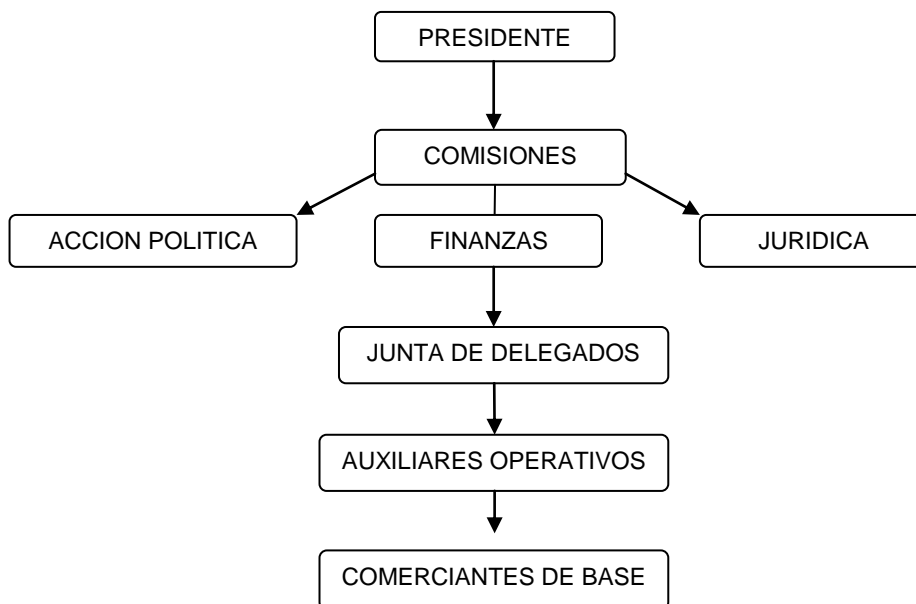 PRESIDENTE
COMISIONES
ACCION POLITICA
FINANZAS
JURIDICA
JUNTA DE DELEGADOS
AUXILIARES OPERATIVOS
COMERCIANTES DE BASE